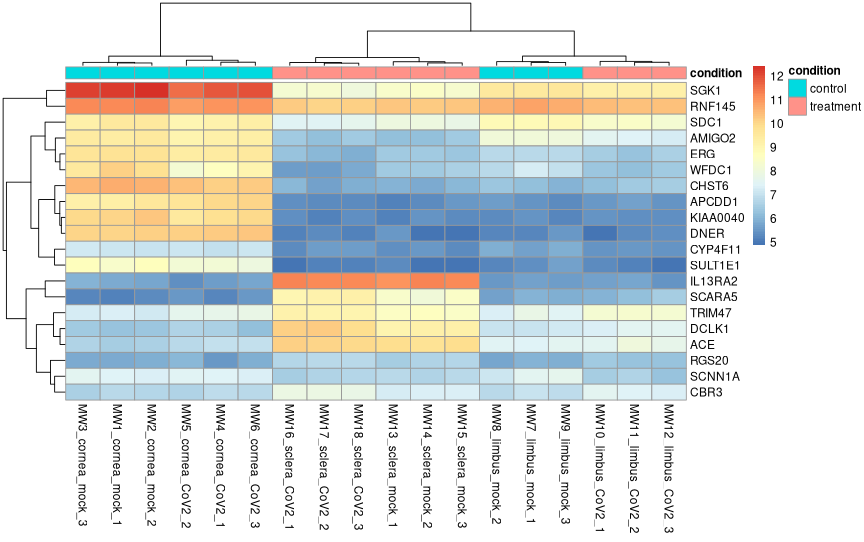 condition
SGK1
RNF145
SDC1
AMIGO2
ERG
WFDC1
CHST6
APCDD1
KIAA0040
DNER
CYP4F11
SULT1E1
IL13RA2
SCARA5
TRIM47
DCLK1
ACE
RGS20
SCNN1A
CBR3
12
11
10
9
8
7
6
5
condition
control
treatment
MW3_cornea_mock_3
MW1_cornea_mock_1
MW2_cornea_mock_2
MW5_cornea_CoV2_2
MW4_cornea_CoV2_1
MW6_cornea_CoV2_3
MW16_sclera_CoV2_1
MW17_sclera_CoV2_2
MW18_sclera_CoV2_3
MW13_sclera_mock_1
MW14_sclera_mock_2
MW15_sclera_mock_3
MW8_limbus_mock_2
MW7_limbus_mock_1
MW9_limbus_mock_3
MW10_limbus_CoV2_1
MW11_limbus_CoV2_2
MW12_limbus_CoV2_3